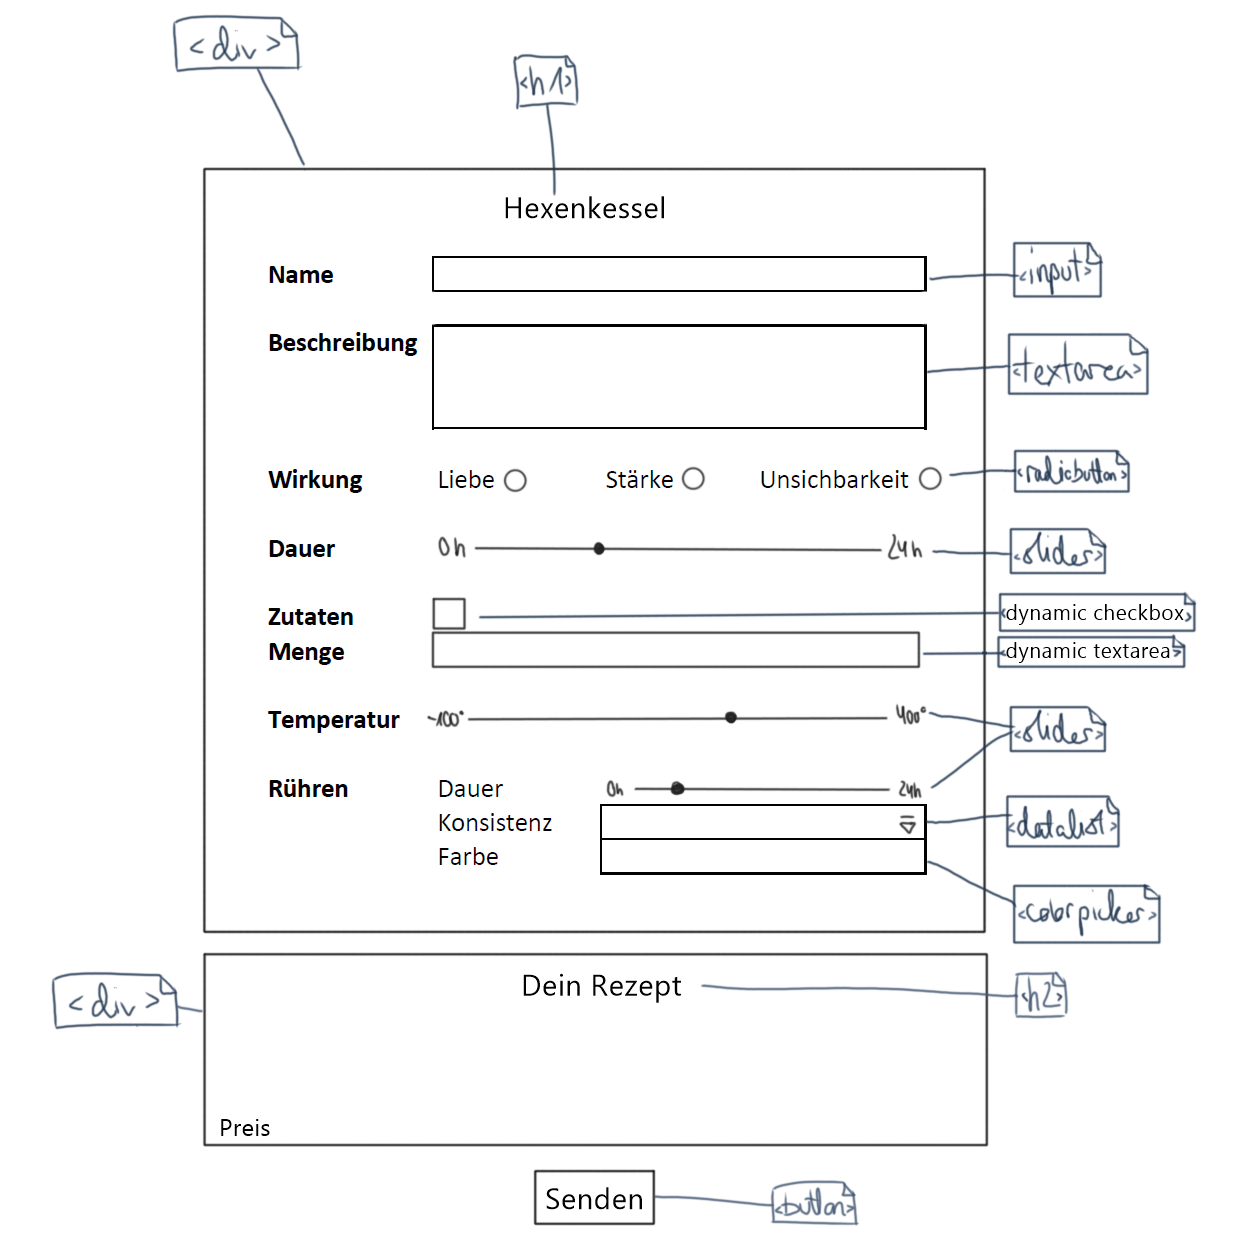 <div>
<h1>
Hexenkessel
Name
<input>
Beschreibung
<textarea>
Wirkung Liebe Stärke Unsichbarkeit <radiobutton>
Dauer 0h 24h <slider>
Zutaten <dynamic checkbox>
Menge <dynamic textarea>
Temperatur -100° 400° <slider>
Rühren Dauer 0h 24h
Konsistenz <datalist>
Farbe
<colorpicker>
Dein Rezept <h2>
<div>
Preis
Senden <button>